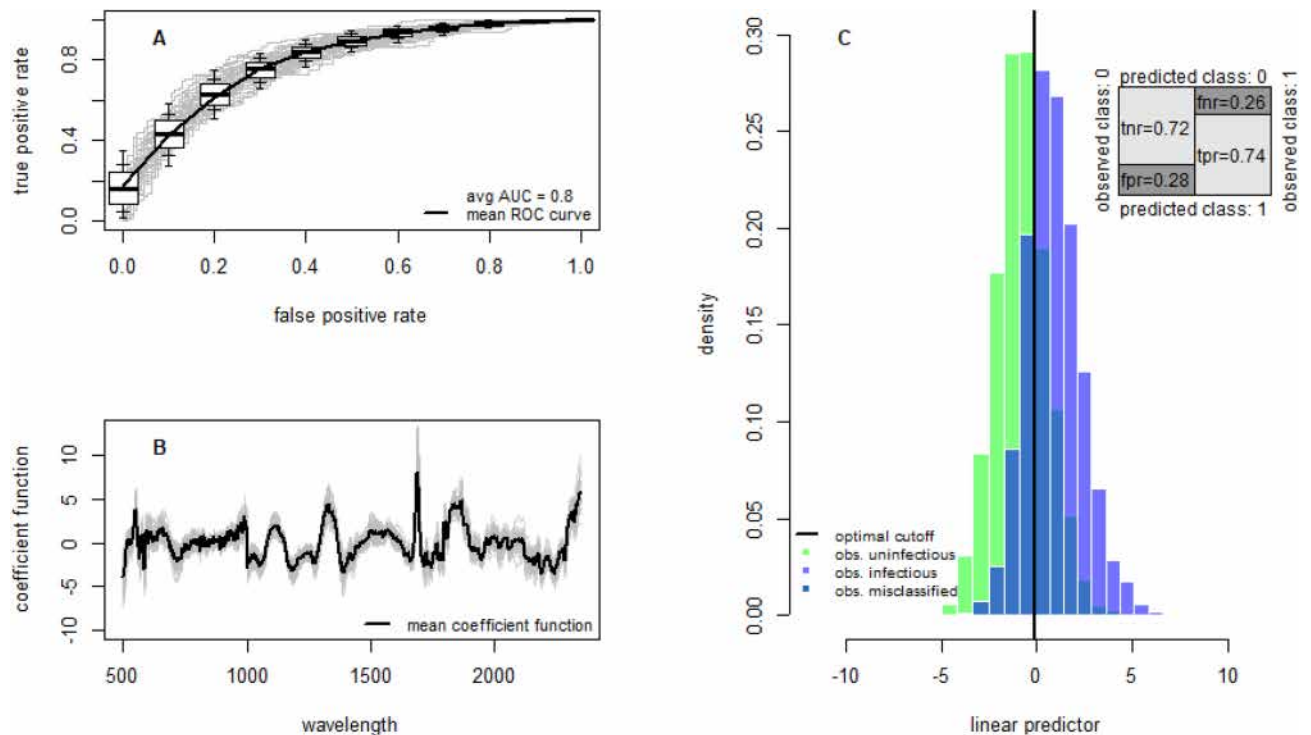 A
true positive rate
0.0
0.4
0.8
avg AUC = 0.8
mean ROC curve
0.0
0.2
0.4
0.6
0.8
1.0
false positive rate
B
coefficient function
-10
-5
0
5
10
mean coefficient function
500
1000
1500
2000
wavelength
C
density
0.00
0.05
0.10
0.15
0.20
0.25
0.30
observed class: 0
predicted class: 0
fnr=0.26
tnr=0.72
tpr=0.74
fpr=0.28
predicted class: 1
observed class: 1
optimal cutoff
obs. uninfectious
obs. infectious
obs. misclassified
-10
-5
0
5
10
linear predictor